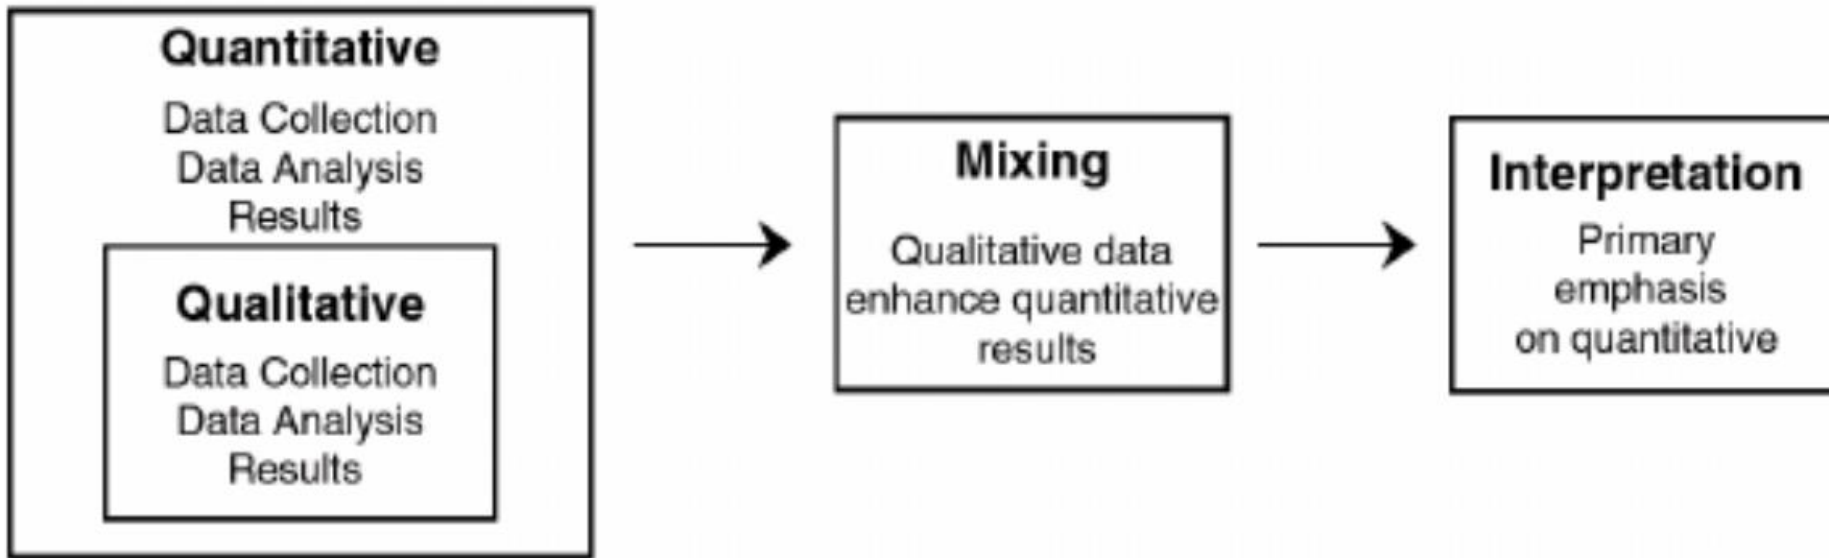 Quantitative
Data Collection
Data Analysis
Results
Qualitative
Data Collection
Data Analysis
Results
Mixing
Qualitative data
enhance quantitative
results
Interpretation
Primary
emphasis
on quantitative